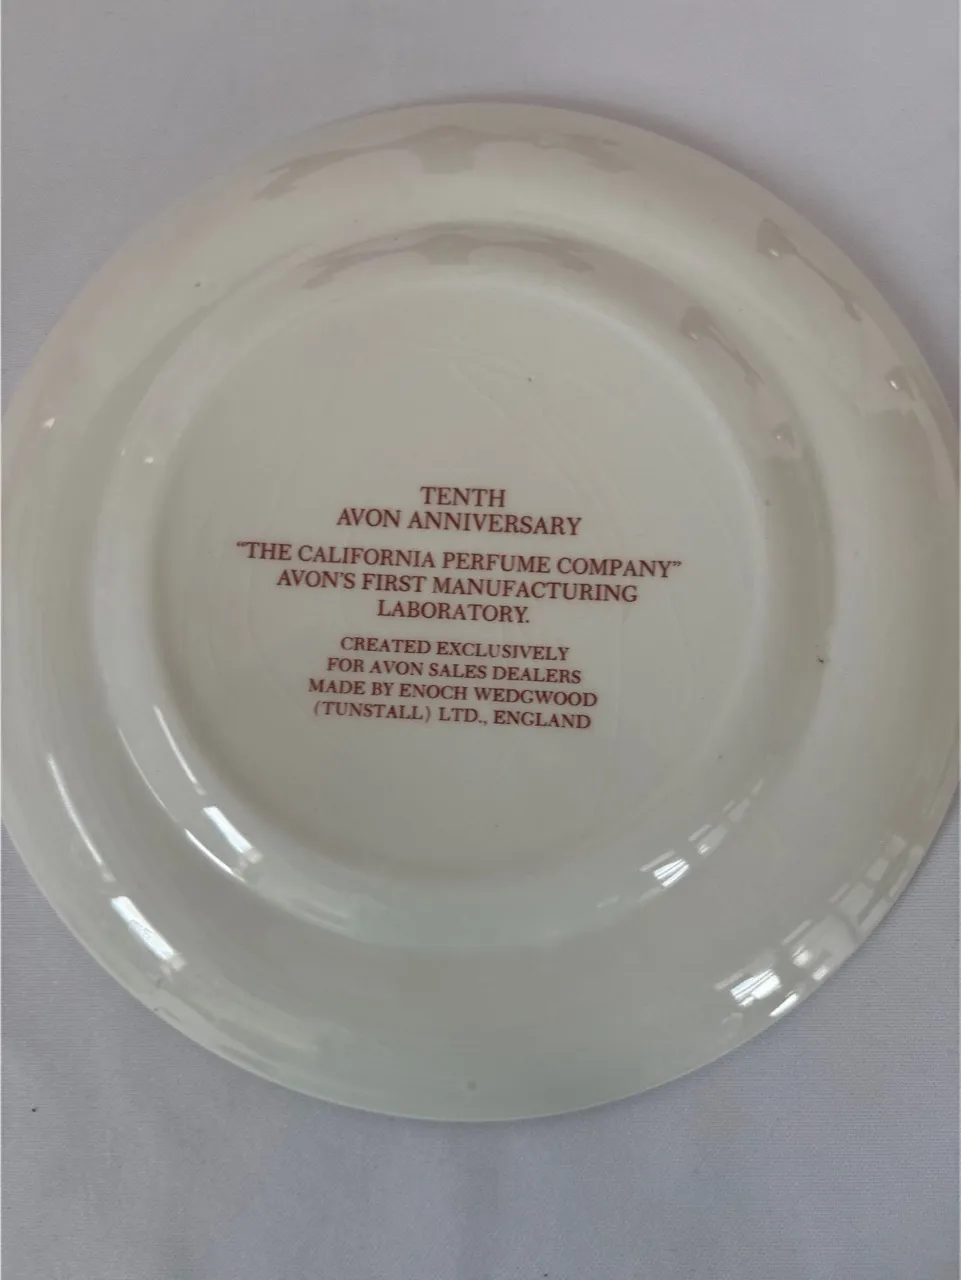 TENTH
AVON ANNIVERSARY
"THE CALIFORNIA PERFUME COMPANY"
AVON'S FIRST MANUFACTURING
LABORATORY.
CREATED EXCLUSIVELY
FOR AVON SALES DEALERS
MADE BY ENOCH WEDGWOOD
(TUNSTALL) LTD., ENGLAND